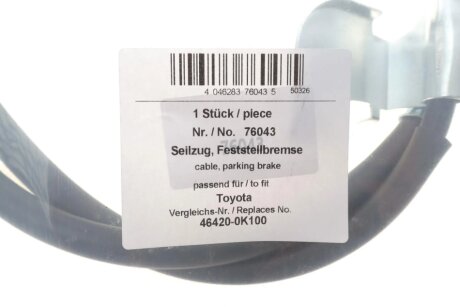 4 046283 76043 5 50326
1 Stück / piece
Nr. / No. 76043
Seilzug, Feststellbremse
cable, parking brake
passend für / to fit
Toyota
Vergleichs-Nr. / Replaces No.
46420-0K100